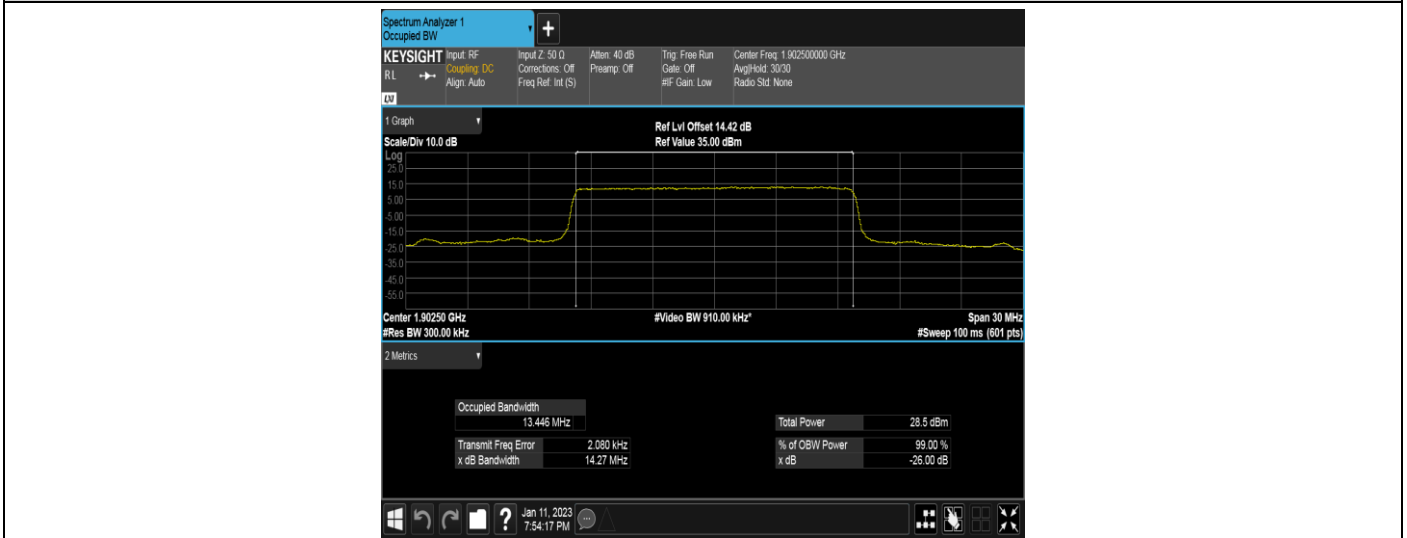 Spectrum Analyzer 1
Occupied BW
+
KEYSIGHT Input: RF Input Z: 50 Ω Atten: 40 dB Trig: Free Run Center Freq: 1.902500000 GHz
RL Coupling: DC Corrections: Off Preamp: Off Gate: Off Avg|Hold: 30/30
Align: Auto Freq Ref: Int (S) #IF Gain: Low Radio Std: None
LXI
1 Graph Ref Lvl Offset 14.42 dB
Scale/Div 10.0 dB Ref Value 35.00 dBm
Log
25.0
15.0
5.00
-5.00
-15.0
-25.0
-35.0
-45.0
-55.0
Center 1.90250 GHz #Video BW 910.00 kHz* Span 30 MHz
#Res BW 300.00 kHz #Sweep 100 ms (601 pts)
2 Metrics
Occupied Bandwidth
13.446 MHz Total Power 28.5 dBm
Transmit Freq Error 2.080 kHz % of OBW Power 99.00 %
x dB Bandwidth 14.27 MHz x dB -26.00 dB
? Jan 11, 2023
7:54:17 PM